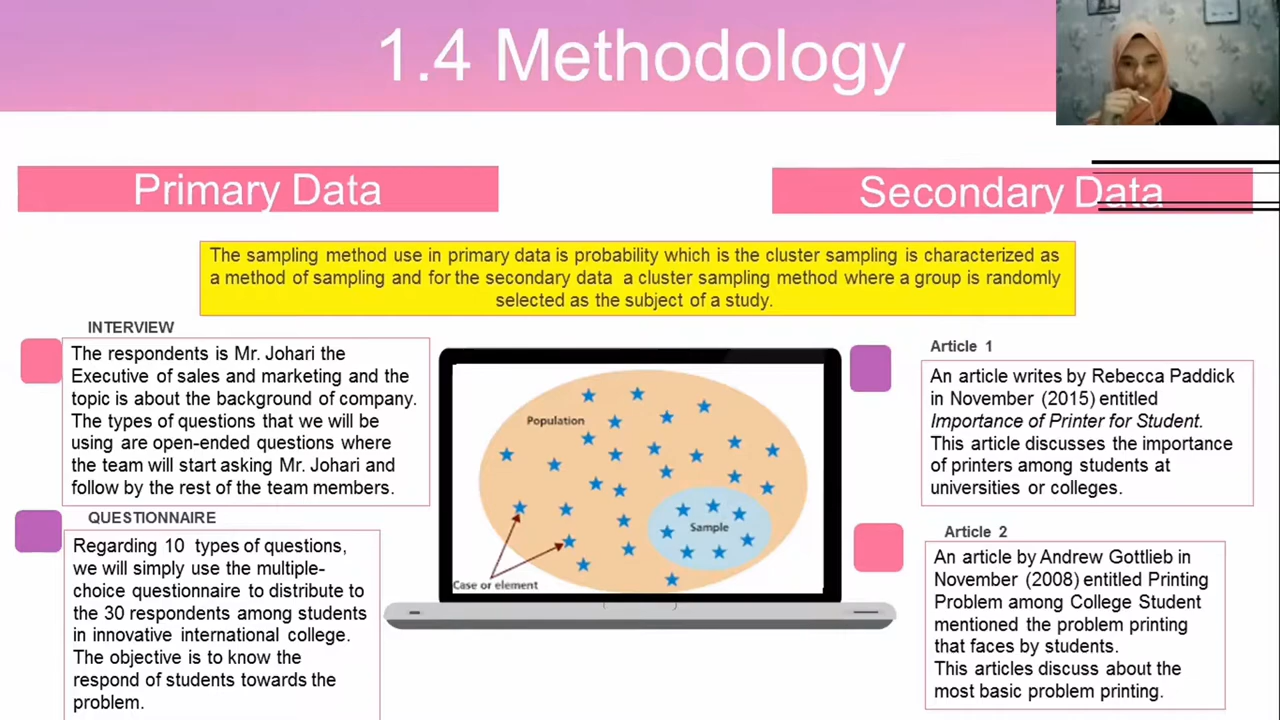 1.4 Methodology
Primary Data
Secondary Data
The sampling method use in primary data is probability which is the cluster sampling is characterized as
a method of sampling and for the secondary data a cluster sampling method where a group is randomly
selected as the subject of a study.
INTERVIEW
The respondents is Mr. Johari the
Executive of sales and marketing and the
topic is about the background of company.
The types of questions that we will be
using are open-ended questions where
the team will start asking Mr. Johari and
follow by the rest of the team members.
QUESTIONNAIRE
Regarding 10 types of questions,
we will simply use the multiple-
choice questionnaire to distribute to
the 30 respondents among students
in innovative international college.
The objective is to know the
respond of students towards the
problem.
Population
Sample
Case or element
Article 1
An article writes by Rebecca Paddick
in November (2015) entitled
Importance of Printer for Student.
This article discusses the importance
of printers among students at
universities or colleges.
Article 2
An article by Andrew Gottlieb in
November (2008) entitled Printing
Problem among College Student
mentioned the problem printing
that faces by students.
This articles discuss about the
most basic problem printing.